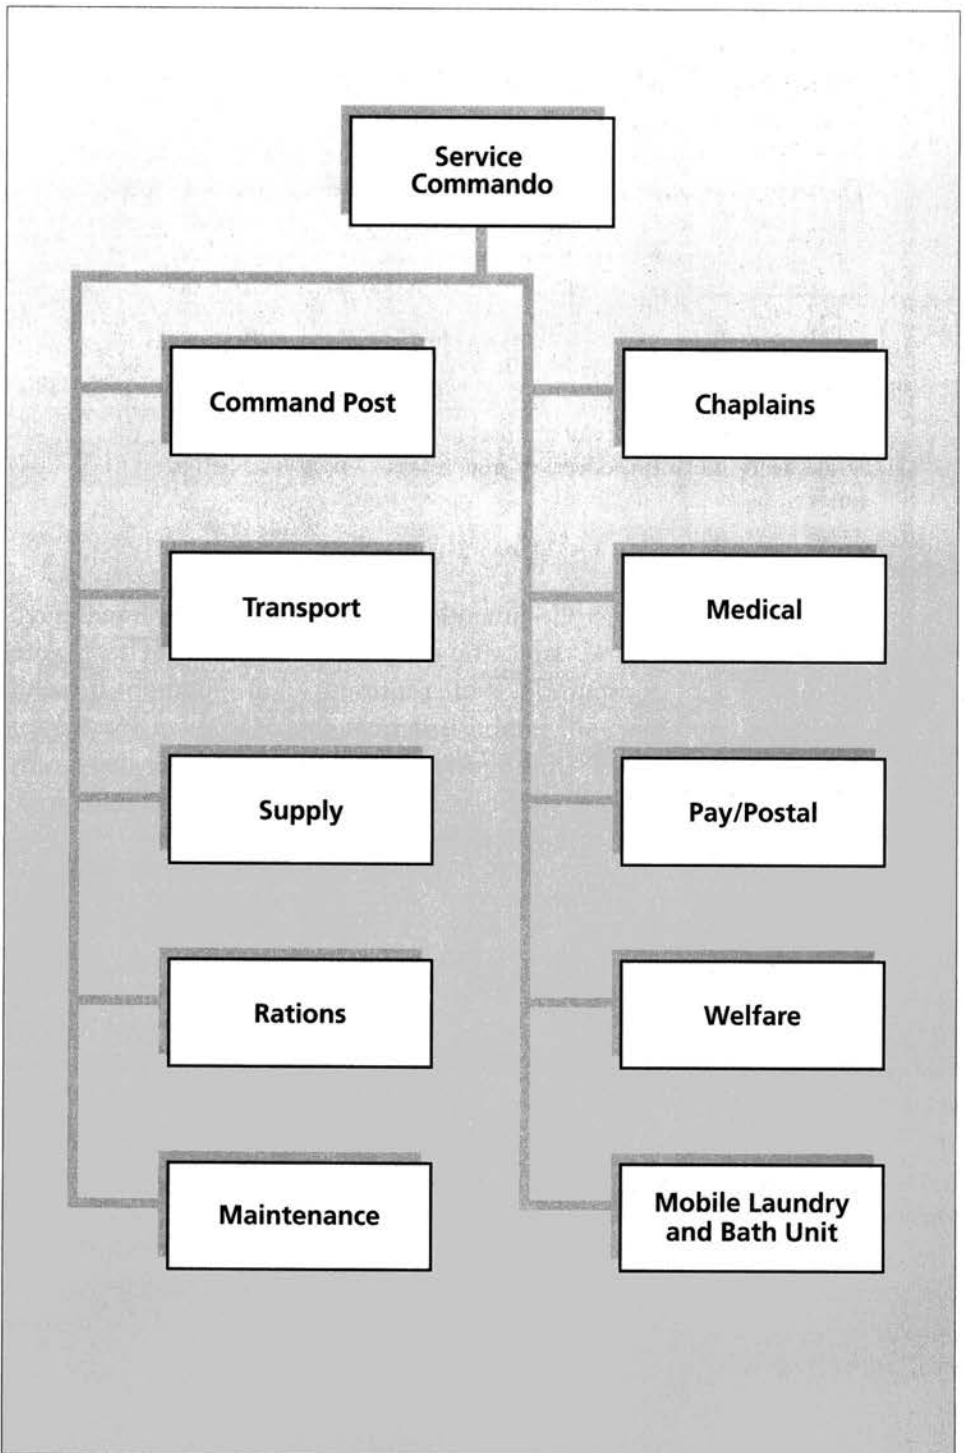 Service
Commando
Command Post
Chaplains
Transport
Medical
Supply
Pay/Postal
Rations
Welfare
Maintenance
Mobile Laundry
and Bath Unit